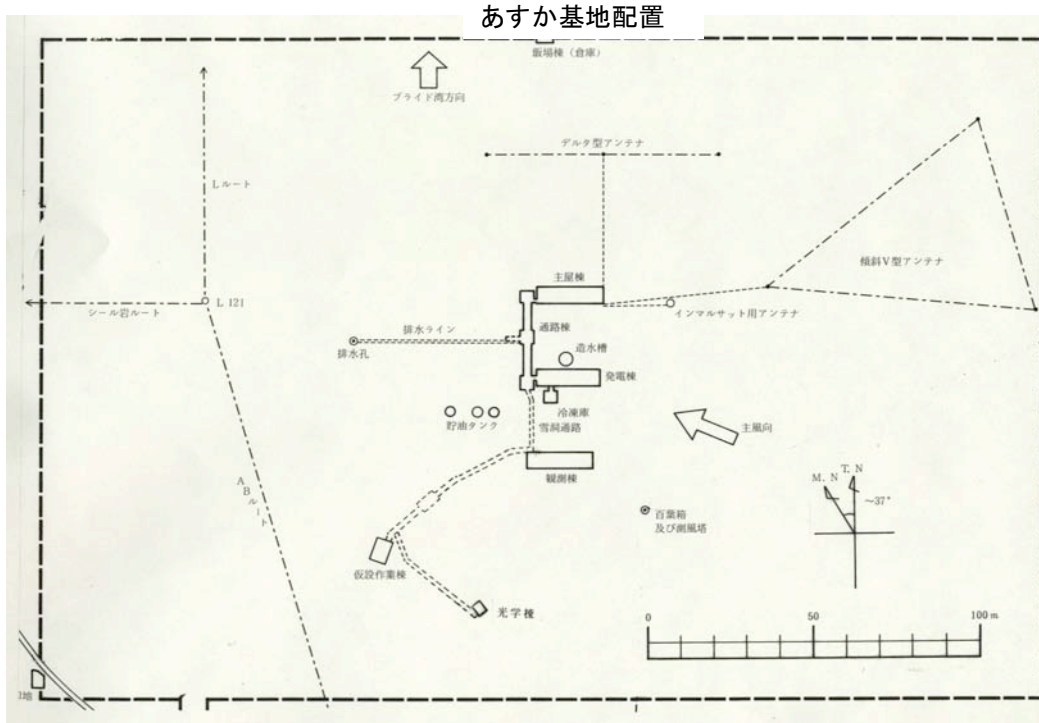 あすか基地配置
飯場棟（倉庫）
ブライド湾方向
デルタ型アンテナ
Lルート
傾斜V型アンテナ
主屋棟
L 121
シール岩ルート
インマルサット用アンテナ
排水ライン
通路棟
排水孔
造水槽
発電棟
冷凍庫
貯油タンク
雪洞通路
主風向
観測棟
M. N
T. N
～37°
ABルート
百葉箱
及び測風塔
仮設作業棟
光学棟
0
50
100 m
地